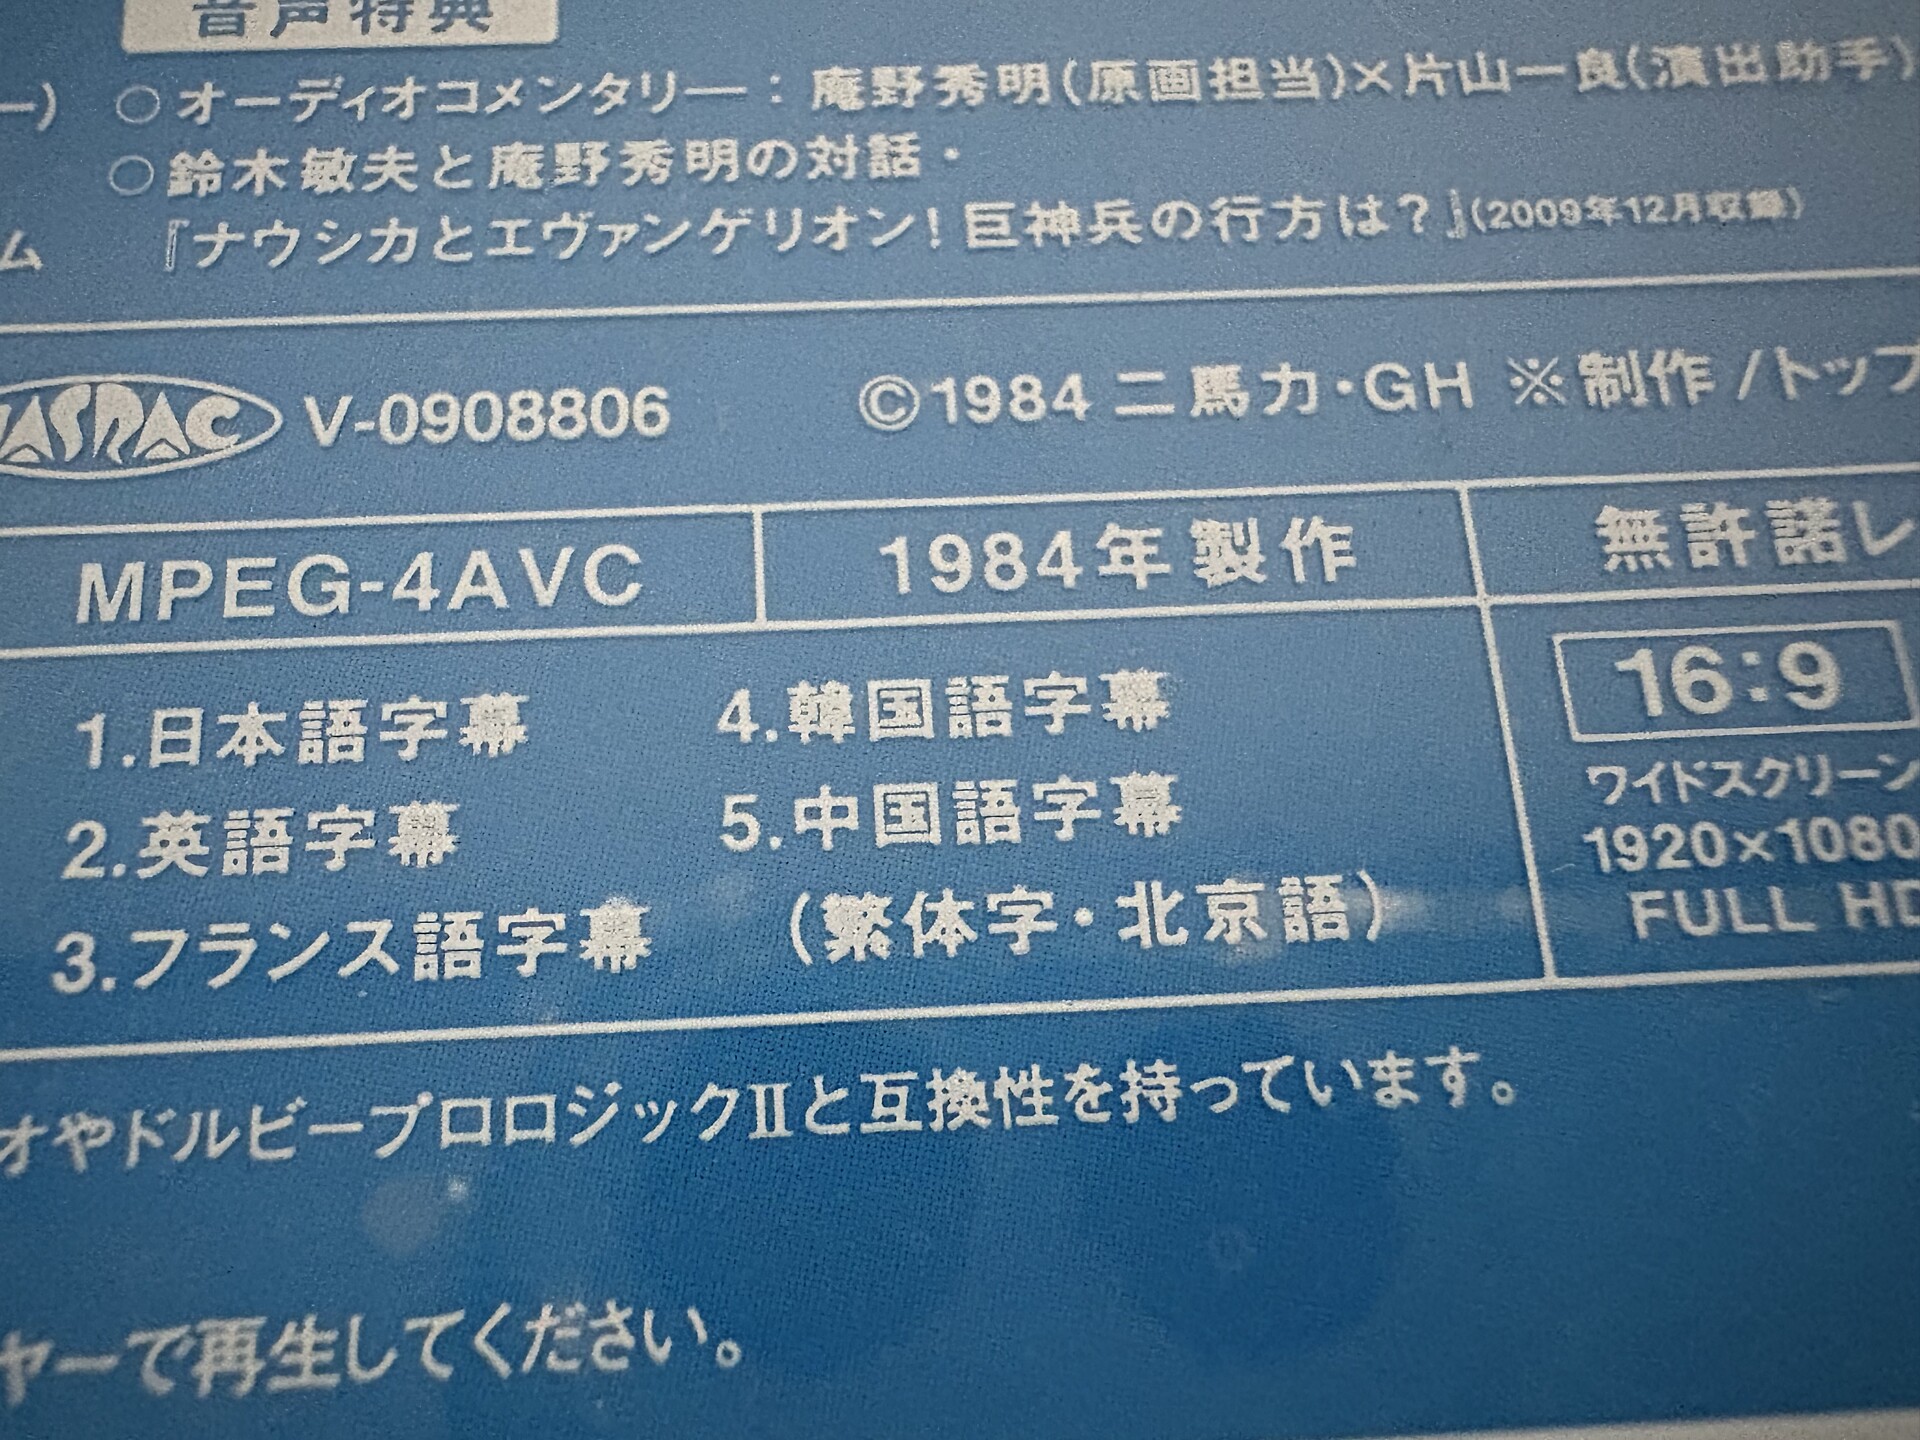 音声特典
ー) ○オーディオコメンタリー：庵野秀明(原画担当)×片山一良(演出助手)
○鈴木敏夫と庵野秀明の対話・
ム 『ナウシカとエヴァンゲリオン！巨神兵の行方は？』(2009年12月収録)
JASRAC V-0908806 ©1984 二馬力・GH ※制作/トップ
MPEG-4AVC 1984年製作 無許諾レ
1.日本語字幕 4.韓国語字幕 16:9
2.英語字幕 5.中国語字幕 ワイドスクリーン
3.フランス語字幕 (繁体字・北京語) 1920×1080
FULL HD
オやドルビープロロジックⅡと互換性を持っています。
ヤーで再生してください。